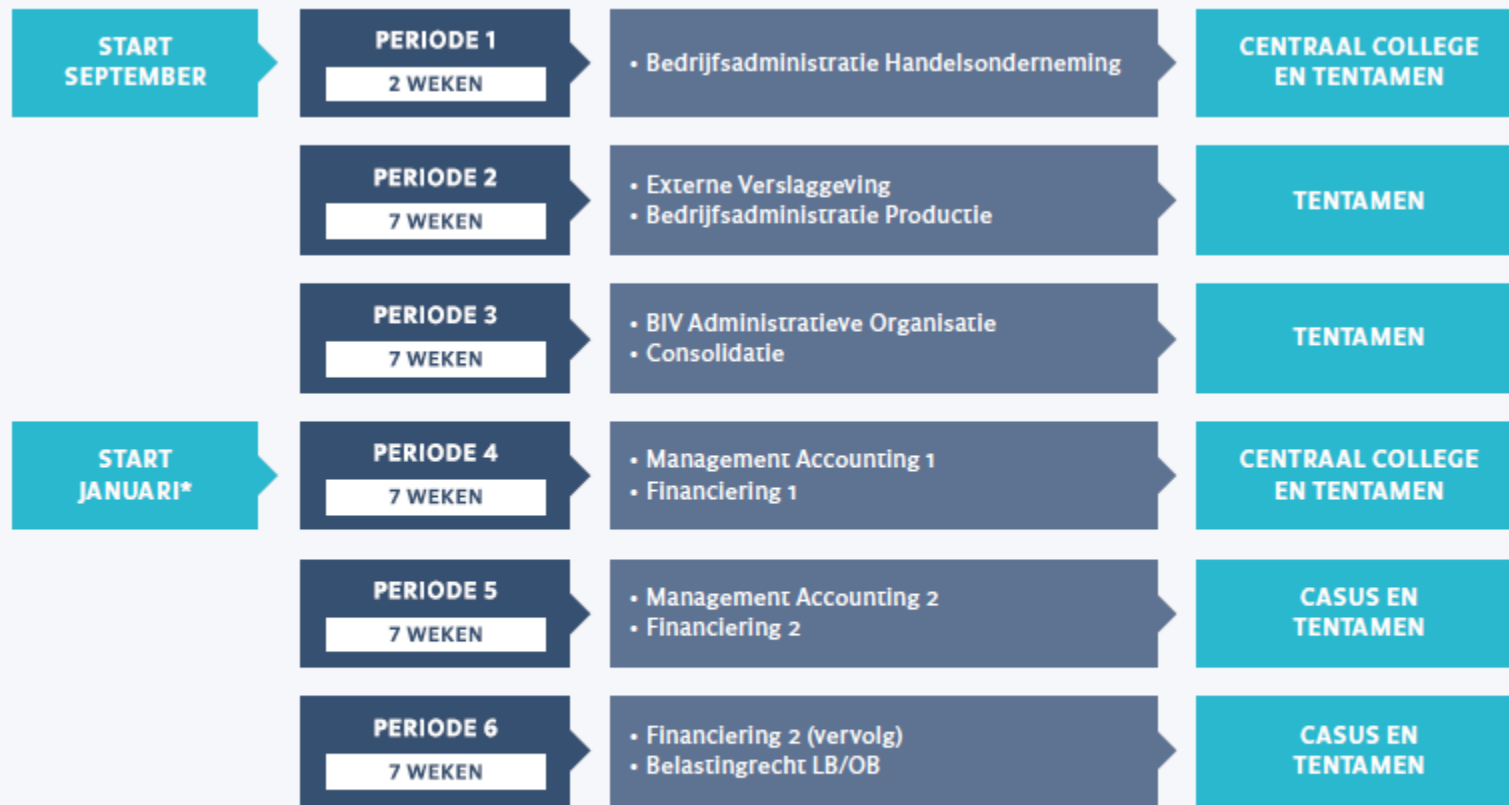 START
SEPTEMBER
PERIODE 1
2 WEKEN
• Bedrijfsadministratie Handelsonderneming
CENTRAAL COLLEGE
EN TENTAMEN
PERIODE 2
7 WEKEN
• Externe Verslaggeving
• Bedrijfsadministratie Productie
TENTAMEN
PERIODE 3
7 WEKEN
• BIV Administratieve Organisatie
• Consolidatie
TENTAMEN
START
JANUARI*
PERIODE 4
7 WEKEN
• Management Accounting 1
• Financiering 1
CENTRAAL COLLEGE
EN TENTAMEN
PERIODE 5
7 WEKEN
• Management Accounting 2
• Financiering 2
CASUS EN
TENTAMEN
PERIODE 6
7 WEKEN
• Financiering 2 (vervolg)
• Belastingrecht LB/OB
CASUS EN
TENTAMEN